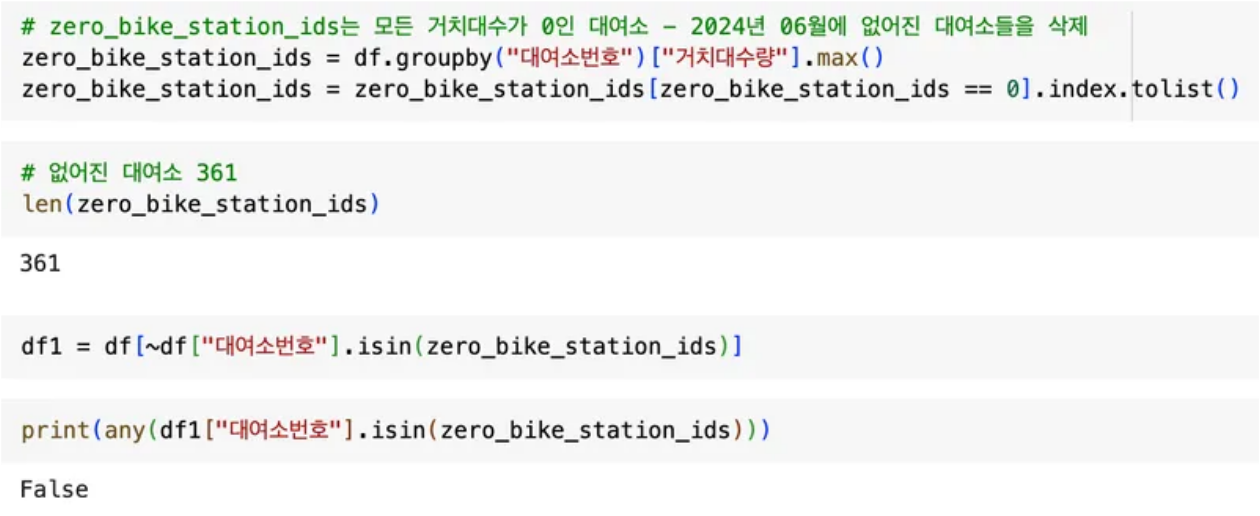 # zero_bike_station_ids는 모든 거치대수가 0인 대여소 - 2024년 06월에 없어진 대여소들을 삭제
zero_bike_station_ids = df.groupby("대여소번호")["거치대수량"].max()
zero_bike_station_ids = zero_bike_station_ids[zero_bike_station_ids == 0].index.tolist()
# 없어진 대여소 361
len(zero_bike_station_ids)
361
df1 = df[~df["대여소번호"].isin(zero_bike_station_ids)]
print(any(df1["대여소번호"].isin(zero_bike_station_ids)))
False